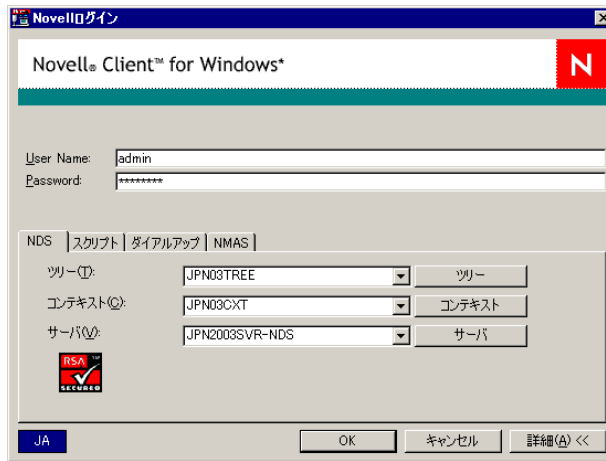 Novellログイン
Novell® Client™ for Windows*
N
User Name: admin
Password: ********
NDS スクリプト ダイアルアップ NMAS
ツリー(T): JPN03TREE ツリー
コンテキスト(C): JPN03CXT コンテキスト
サーバ(V): JPN2003SVR-NDS サーバ
RSA™
SECURED
JA OK キャンセル 詳細(A) <<